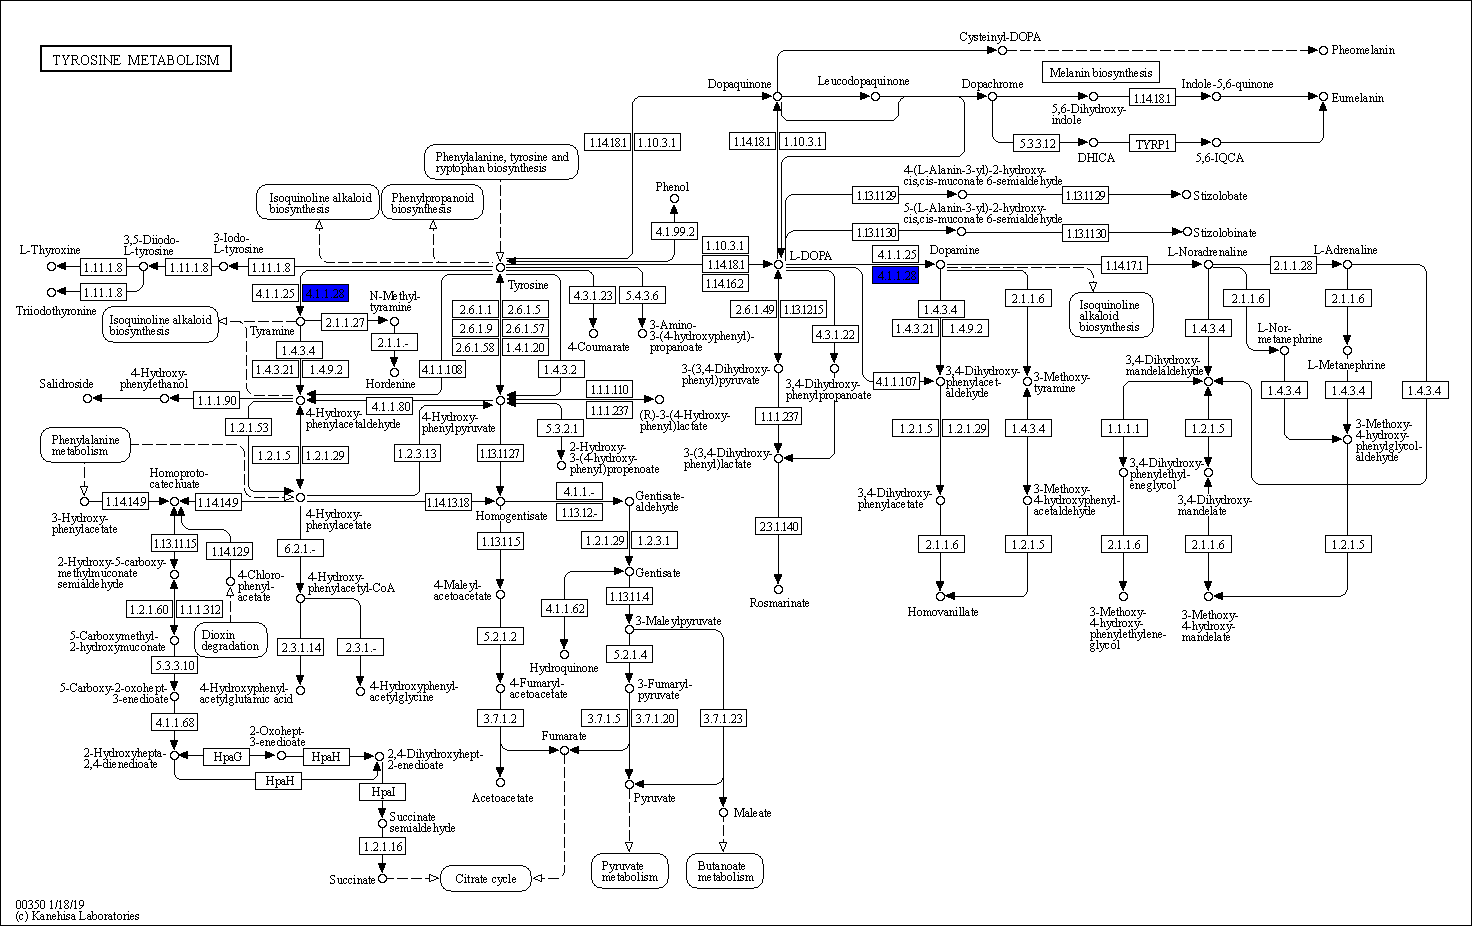 TYROSINE METABOLISM
Cysteinyl-DOPA
Pheomelanin
Melanin biosynthesis
Dopaquinone
Leucodopaquinone
Dopachrome
5,6-Dihydroxy-
indole
1.14.18.1
Indole-5,6-quinone
Eumelanin
1.14.18.1
1.10.3.1
1.14.18.1
1.10.3.1
5.3.3.12
DHICA
TYRP1
5,6-IQCA
Phenylalanine, tyrosine and
ryptophan biosynthesis
Isoquinoline alkaloid
biosynthesis
Phenylpropanoid
biosynthesis
Phenol
4.1.99.2
4-(L-Alanin-3-yl)-2-hydroxy-
cis,cis-muconate 6-semialdehyde
1.13.11.29
1.13.11.29
Stizolobate
5-(L-Alanin-3-yl)-2-hydroxy-
cis,cis-muconate 6-semialdehyde
1.13.11.30
1.13.11.30
Stizolobinate
L-Thyroxine
3,5-Diiodo-
L-tyrosine
3-Iodo-
L-tyrosine
1.11.1.8
1.11.1.8
1.11.1.8
1.11.1.8
Triiodothyronine
1.10.3.1
1.14.18.1
1.14.16.2
L-DOPA
4.1.1.25
4.1.1.28
Dopamine
1.14.17.1
L-Noradrenaline
2.1.1.28
L-Adrenaline
4.1.1.25
4.1.1.28
Tyrosine
N-Methyl-
tyramine
Isoquinoline alkaloid
biosynthesis
Tyramine
2.1.1.27
2.1.1.-
Hordenine
2.6.1.1
2.6.1.5
2.6.1.9
2.6.1.57
2.6.1.58
1.4.1.20
4.3.1.23
5.4.3.6
4-Coumarate
3-Amino-
3-(4-hydroxyphenyl)-
propanoate
2.6.1.49
1.13.12.15
4.3.1.22
1.4.3.4
1.4.3.21
1.4.9.2
2.1.1.6
Isoquinoline
alkaloid
biosynthesis
2.1.1.6
2.1.1.6
1.4.3.4
L-Nor-
metanephrine
L-Metanephrine
1.4.3.4
1.4.3.21
1.4.9.2
4.1.1.108
1.4.3.2
Salidroside
4-Hydroxy-
phenylethanol
1.1.1.90
4-Hydroxy-
phenylacetaldehyde
4.1.1.80
4-Hydroxy-
phenylpyruvate
1.1.1.110
1.1.1.237
(R)-3-(4-Hydroxy-
phenyl)lactate
3-(3,4-Dihydroxy-
phenyl)pyruvate
3,4-Dihydroxy-
phenylpropanoate
4.1.1.107
3,4-Dihydroxy-
phenylacet-
aldehyde
3-Methoxy-
tyramine
3,4-Dihydroxy-
mandelaldehyde
1.4.3.4
1.4.3.4
1.4.3.4
Phenylalanine
metabolism
1.2.1.53
1.2.1.5
1.2.1.29
1.2.3.13
1.13.11.27
5.3.2.1
2-Hydroxy-
3-(4-hydroxy-
phenyl)propenoate
1.1.1.237
3-(3,4-Dihydroxy-
phenyl)lactate
1.2.1.5
1.2.1.29
1.4.3.4
1.1.1.1
1.2.1.5
3-Methoxy-
4-hydroxy-
phenylglycol-
aldehyde
Homoproto-
catechuate
1.14.14.9
1.14.14.9
3-Hydroxy-
phenylacetate
4-Hydroxy-
phenylacetate
1.14.13.18
Homogentisate
4.1.1.-
1.13.12.-
Gentisate-
aldehyde
3,4-Dihydroxy-
phenylacetate
3-Methoxy-
4-hydroxyphenyl-
acetaldehyde
3,4-Dihydroxy-
phenylethyl-
eneglycol
3,4-Dihydroxy-
mandelate
1.13.11.15
1.14.12.9
6.2.1.-
1.13.11.5
1.2.1.29
1.2.3.1
2.3.1.140
2.1.1.6
1.2.1.5
2.1.1.6
2.1.1.6
1.2.1.5
2-Hydroxy-5-carboxy-
methylmuconate
semialdehyde
4-Chloro-
phenyl-
acetate
4-Hydroxy-
phenylacetyl-CoA
4-Maleyl-
acetoacetate
Gentisate
4.1.1.62
1.13.11.4
Rosmarinate
Homovanillate
3-Methoxy-
4-hydroxy-
phenylethylene-
glycol
3-Methoxy-
4-hydroxy-
mandelate
1.2.1.60
1.1.1.312
5-Carboxymethyl-
2-hydroxymuconate
Dioxin
degradation
2.3.1.14
2.3.1.-
5.2.1.2
Hydroquinone
3-Maleylpyruvate
5.2.1.4
5.3.3.10
5-Carboxy-2-oxohept-
3-enedioate
4-Hydroxyphenyl-
acetylglutamic acid
4-Hydroxyphenyl-
acetylglycine
4-Fumaryl-
acetoacetate
3-Fumaryl-
pyruvate
4.1.1.68
3.7.1.2
3.7.1.5
3.7.1.20
3.7.1.23
2-Hydroxyhepta-
2,4-dienedioate
HpaG
2-Oxohept-
3-enedioate
HpaH
2,4-Dihydroxyhept-
2-enedioate
HpaH
HpaI
Fumarate
Acetoacetate
Pyruvate
Maleate
Succinate
semialdehyde
1.2.1.16
Succinate
Citrate cycle
Pyruvate
metabolism
Butanoate
metabolism
00350 1/18/19
(c) Kanehisa Laboratories